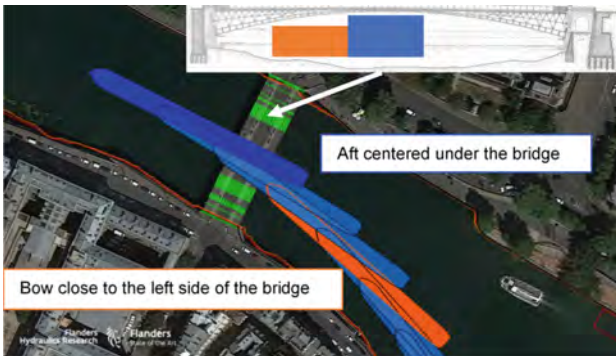 Aft centered under the bridge
Bow close to the left side of the bridge
Flanders
Hydraulics Research
Flanders
State of the Art